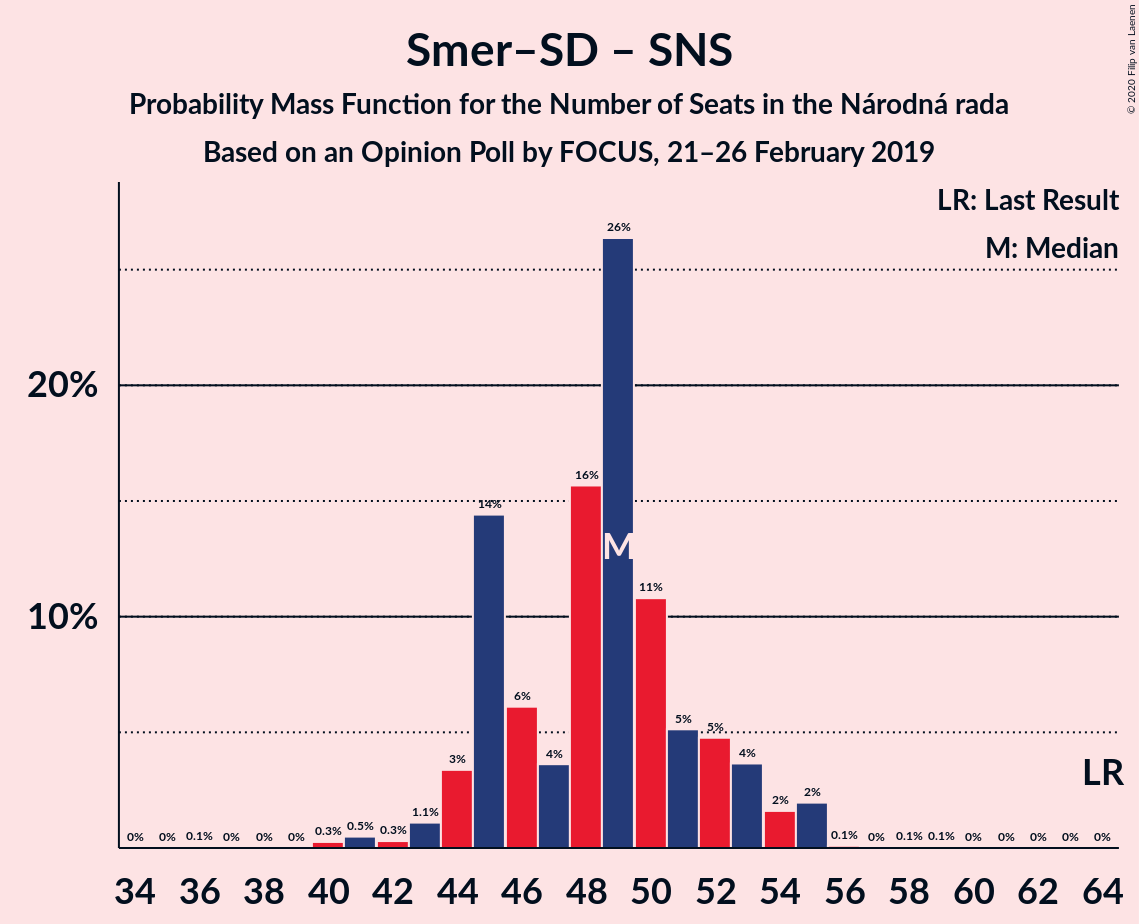 Smer–SD – SNS
Probability Mass Function for the Number of Seats in the Národná rada
Based on an Opinion Poll by FOCUS, 21–26 February 2019
© 2020 Filip van Laenen
LR: Last Result
M: Median
26%
20%
16%
14%
M
11%
10%
6%
5%
5%
4%
3%
4%
LR
2%
2%
1.1%
0% 0% 0.1% 0% 0% 0% 0.3% 0.5% 0.3% 0.1% 0% 0.1% 0.1% 0% 0% 0% 0% 0%
34 36 38 40 42 44 46 48 50 52 54 56 58 60 62 64